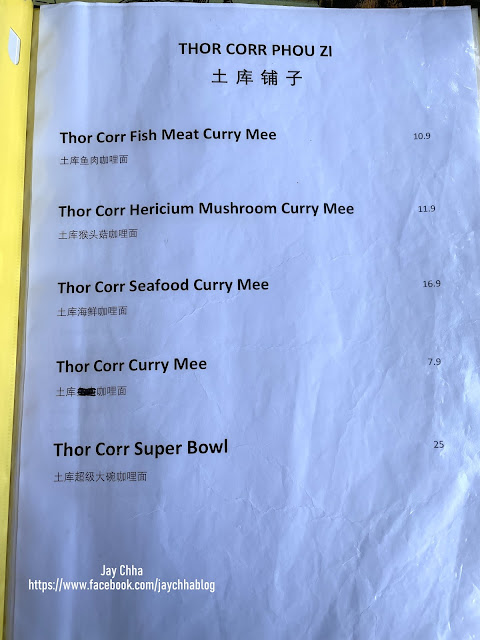 THOR CORR PHOU ZI
土库铺子
Thor Corr Fish Meat Curry Mee 10.9
土库鱼肉咖哩面
Thor Corr Hericium Mushroom Curry Mee 11.9
土库猴头菇咖哩面
Thor Corr Seafood Curry Mee 16.9
土库海鲜咖哩面
Thor Corr Curry Mee 7.9
土库咖哩面
Thor Corr Super Bowl 25
土库超级大碗咖哩面
Jay Chha
https://www.facebook.com/jaychhablog